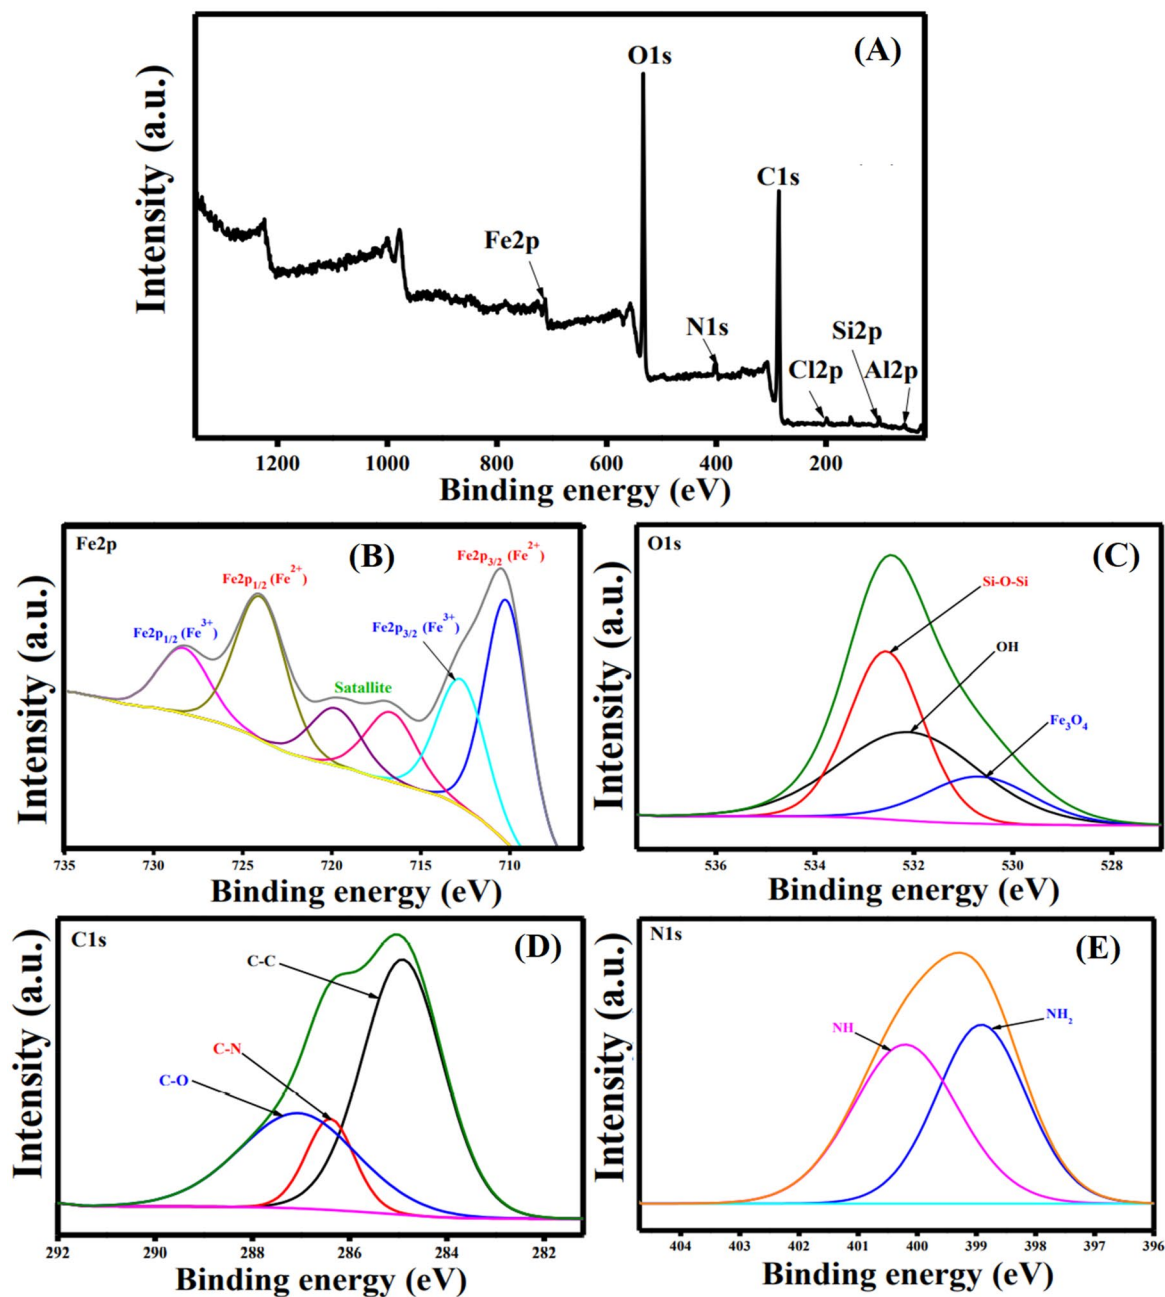 (A)
O1s
C1s
Fe2p
N1s
Si2p
Cl2p
Al2p
Intensity (a.u.)
1200 1000 800 600 400 200
Binding energy (eV)
Fe2p
(B)
Fe2p1/2 (Fe2+)
Fe2p3/2 (Fe2+)
Fe2p1/2 (Fe3+)
Fe2p3/2 (Fe3+)
Satallite
Intensity (a.u.)
735 730 725 720 715 710
Binding energy (eV)
O1s
(C)
Si-O-Si
OH
Fe3O4
Intensity (a.u.)
536 534 532 530 528
Binding energy (eV)
C1s
(D)
C-C
C-N
C-O
Intensity (a.u.)
292 290 288 286 284 282
Binding energy (eV)
N1s
(E)
NH
NH2
Intensity (a.u.)
404 403 402 401 400 399 398 397 396
Binding energy (eV)